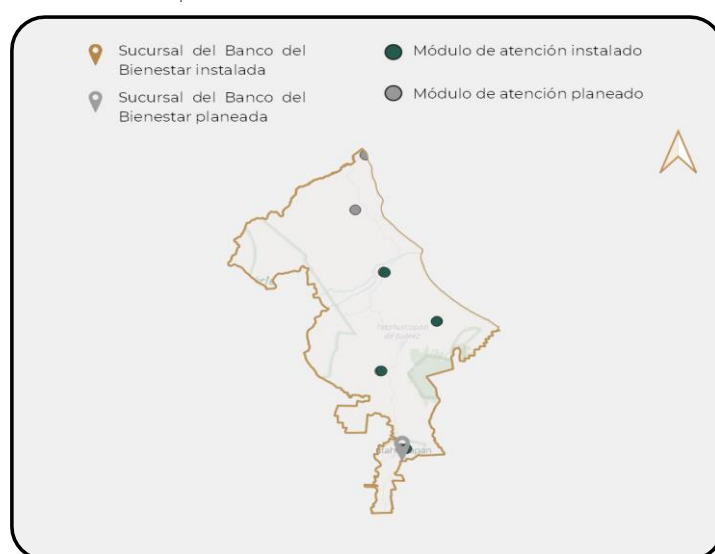 Sucursal del Banco del
Bienestar instalada
Sucursal del Banco del
Bienestar planeada
Módulo de atención instalado
Módulo de atención planeado